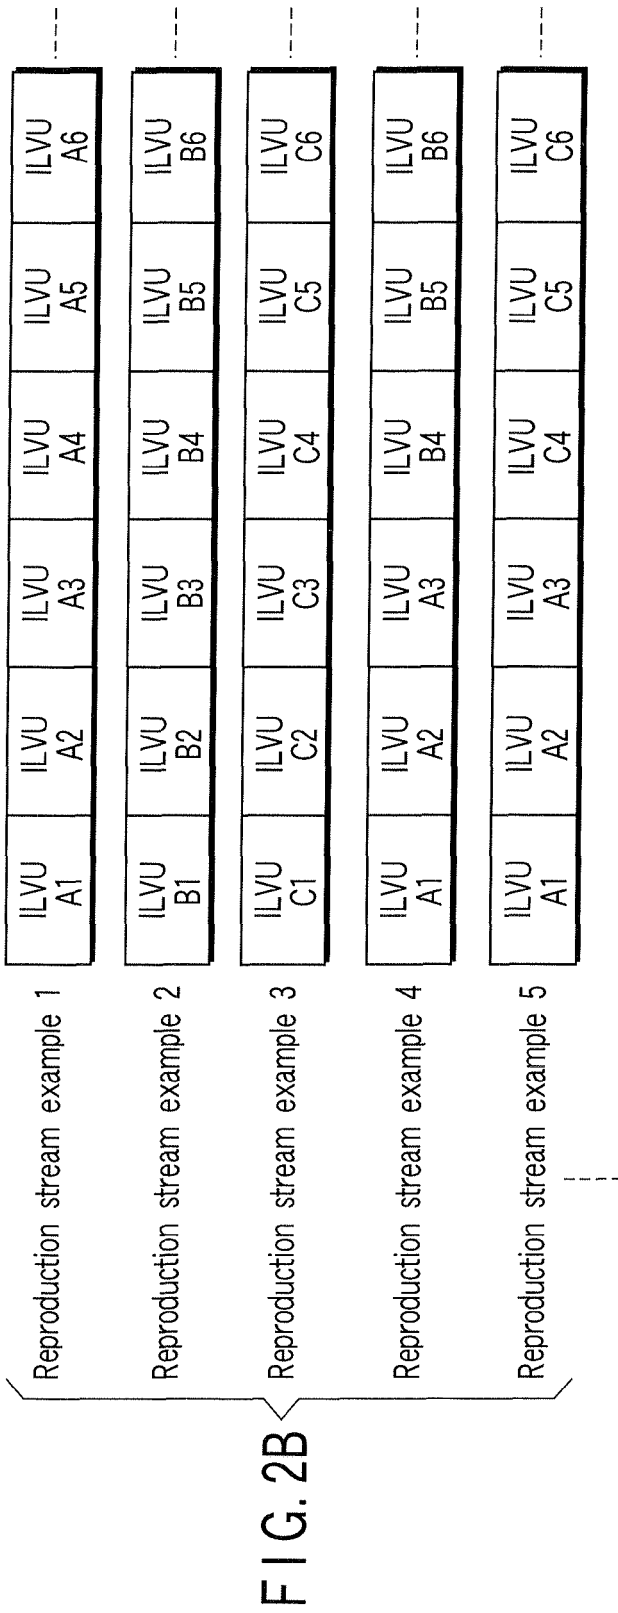 Reproduction stream example 1
ILVU
A1
ILVU
A2
ILVU
A3
ILVU
A4
ILVU
A5
ILVU
A6
Reproduction stream example 2
ILVU
B1
ILVU
B2
ILVU
B3
ILVU
B4
ILVU
B5
ILVU
B6
Reproduction stream example 3
ILVU
C1
ILVU
C2
ILVU
C3
ILVU
C4
ILVU
C5
ILVU
C6
Reproduction stream example 4
ILVU
A1
ILVU
A2
ILVU
A3
ILVU
B4
ILVU
B5
ILVU
B6
Reproduction stream example 5
ILVU
A1
ILVU
A2
ILVU
A3
ILVU
C4
ILVU
C5
ILVU
C6
FIG. 2B